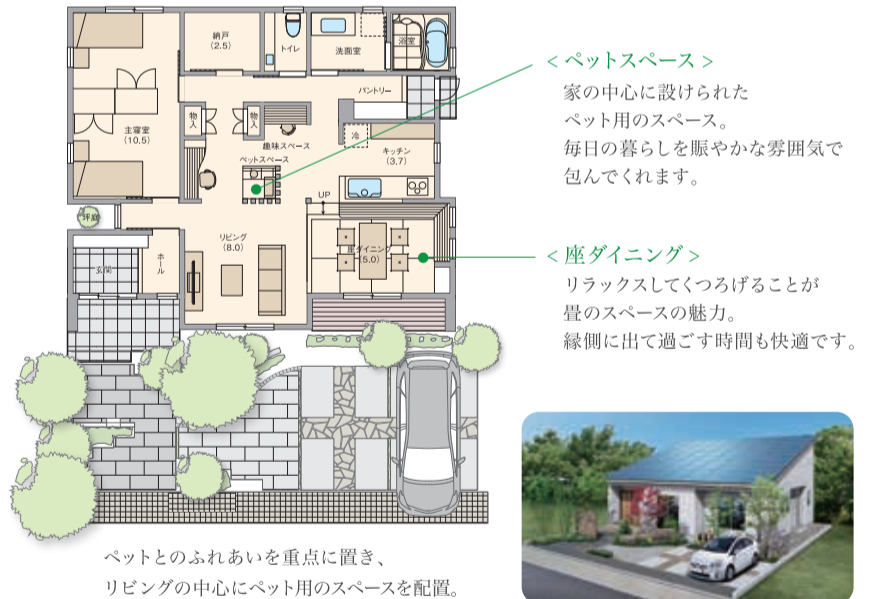 納戸
(2.5)
トイレ
洗面室
浴室
パントリー
主寝室
(10.5)
物入
物入
趣味スペース
ペットスペース
冷
キッチン
(3.7)
UP
坪庭
リビング
(8.0)
座ダイニング
(5.0)
玄関
ホール
＜ペットスペース＞
家の中心に設けられた
ペット用のスペース。
毎日の暮らしを賑やかな雰囲気で
包んでくれます。
＜座ダイニング＞
リラックスしてくつろげることが
畳のスペースの魅力。
縁側に出て過ごす時間も快適です。
ペットとのふれあいを重点に置き、
リビングの中心にペット用のスペースを配置。